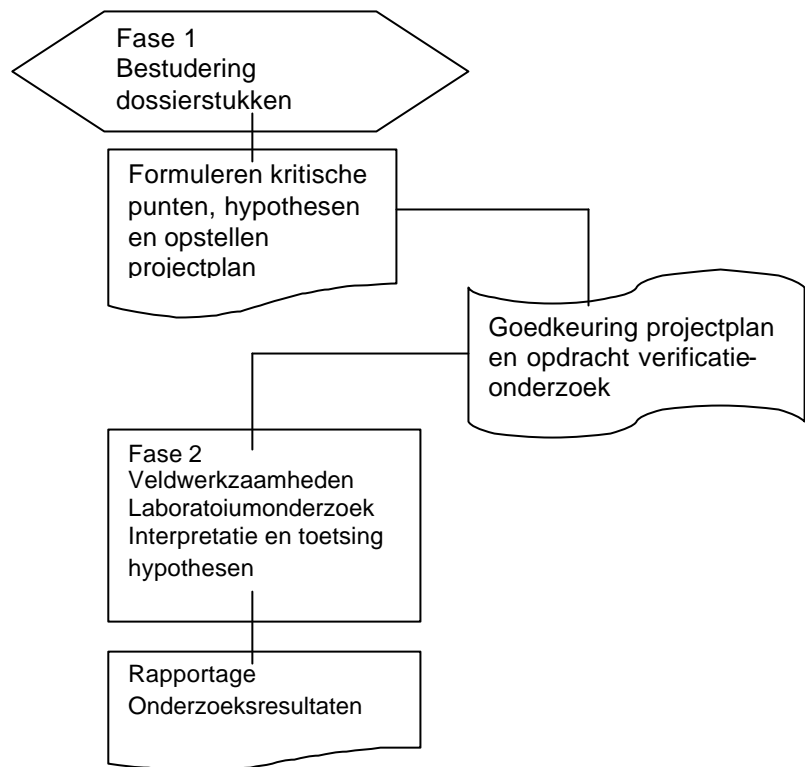 Fase 1
Bestudering
dossierstukken
Formuleren kritische
punten, hypothesen
en opstellen
projectplan
Goedkeuring projectplan
en opdracht verificatie-
onderzoek
Fase 2
Veldwerkzaamheden
Laboratoiumonderzoek
Interpretatie en toetsing
hypothesen
Rapportage
Onderzoeksresultaten